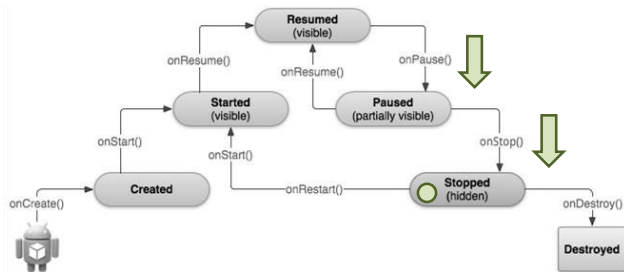 Resumed
(visible)
onResume()
onResume()
onPause()
Started
(visible)
Paused
(partially visible)
onStart()
onStart()
onStop()
Created
onRestart()
Stopped
(hidden)
onCreate()
onDestroy()
Destroyed